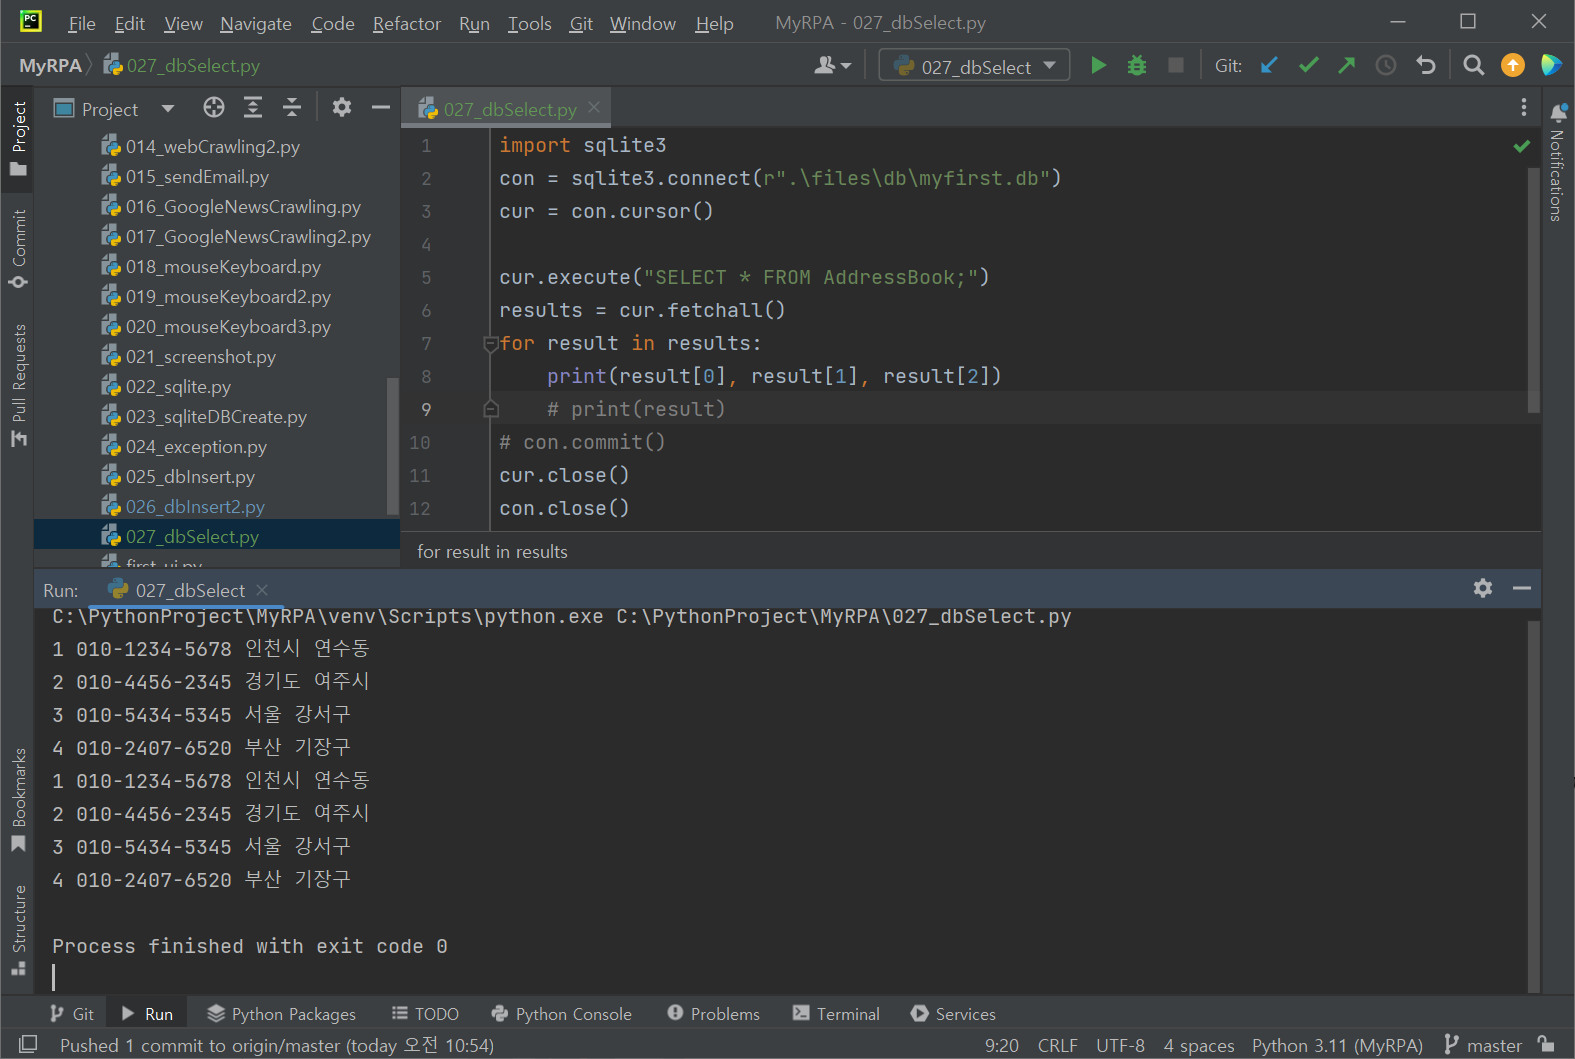 PC
File Edit View Navigate Code Refactor Run Tools Git Window Help MyRPA - 027_dbSelect.py
MyRPA 027_dbSelect.py 027_dbSelect Git:
Project 027_dbSelect.py
Project
Commit
Pull Requests
Bookmarks
Structure
Notifications
014_webCrawling2.py
015_sendEmail.py
016_GoogleNewsCrawling.py
017_GoogleNewsCrawling2.py
018_mouseKeyboard.py
019_mouseKeyboard2.py
020_mouseKeyboard3.py
021_screenshot.py
022_sqlite.py
023_sqliteDBCreate.py
024_exception.py
025_dbInsert.py
026_dbInsert2.py
027_dbSelect.py
first_ui.py
1 import sqlite3
2 con = sqlite3.connect(r".\files\db\myfirst.db")
3 cur = con.cursor()
4
5 cur.execute("SELECT * FROM AddressBook;")
6 results = cur.fetchall()
7 for result in results:
8     print(result[0], result[1], result[2])
9     # print(result)
10 # con.commit()
11 cur.close()
12 con.close()
for result in results
Run: 027_dbSelect
C:\PythonProject\MyRPA\venv\Scripts\python.exe C:\PythonProject\MyRPA\027_dbSelect.py
1 010-1234-5678 인천시 연수동
2 010-4456-2345 경기도 여주시
3 010-5434-5345 서울 강서구
4 010-2407-6520 부산 기장구
1 010-1234-5678 인천시 연수동
2 010-4456-2345 경기도 여주시
3 010-5434-5345 서울 강서구
4 010-2407-6520 부산 기장구
Process finished with exit code 0
Git Run Python Packages TODO Python Console Problems Terminal Services
Pushed 1 commit to origin/master (today 오전 10:54) 9:20 CRLF UTF-8 4 spaces Python 3.11 (MyRPA) master